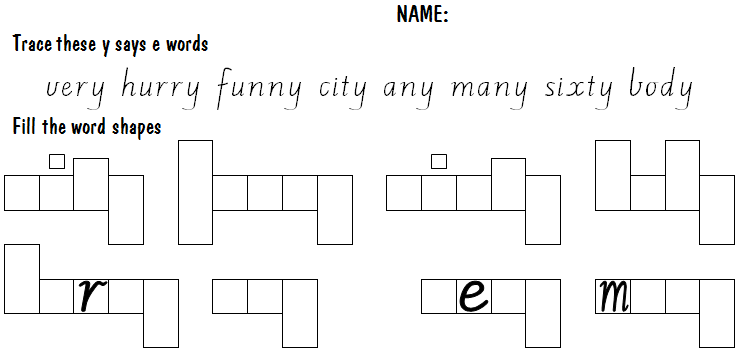 NAME:
Trace these y says e words
very hurry funny city any many sixty body
Fill the word shapes
r e m